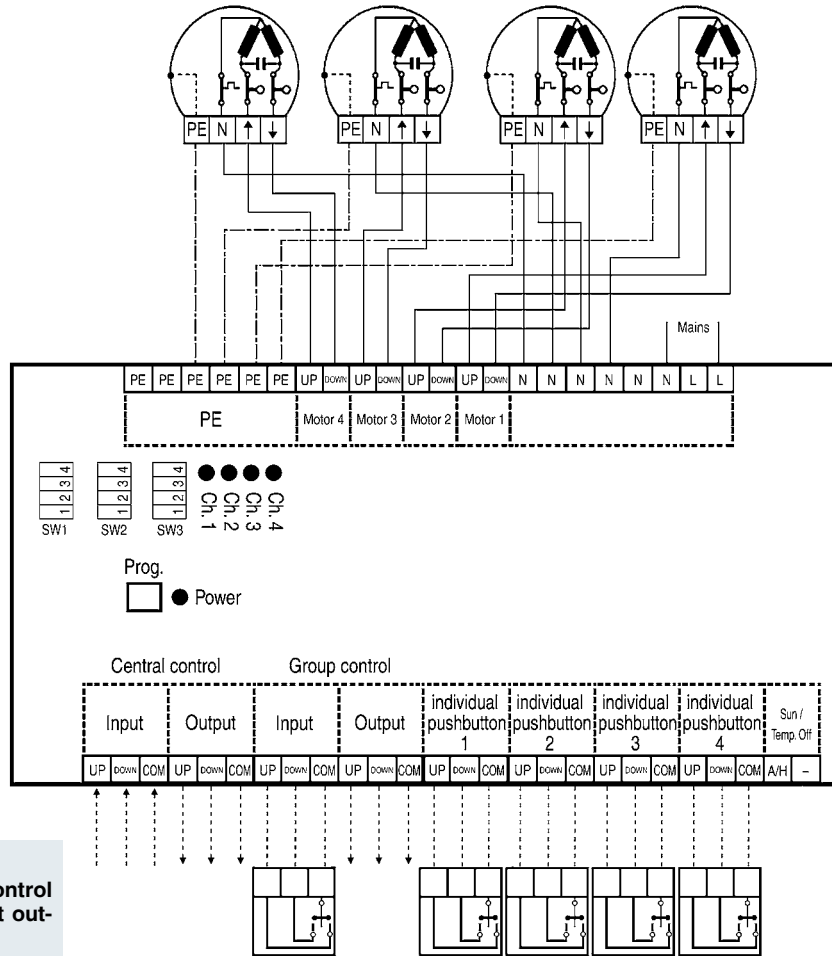 PE N ↑ ↓ PE N ↑ ↓ PE N ↑ ↓ PE N ↑ ↓
Mains
PE PE PE PE PE PE UP DOWN UP DOWN UP DOWN UP DOWN N N N N N N L L
PE Motor 4 Motor 3 Motor 2 Motor 1
1 2 3 4 1 2 3 4 1 2 3 4
Ch. 1 Ch. 2 Ch. 3 Ch. 4
SW1 SW2 SW3
Prog.
Power
Central control Group control
Input Output Input Output
individual pushbutton 1
individual pushbutton 2
individual pushbutton 3
individual pushbutton 4
Sun /
Temp. Off
UP DOWN COM UP DOWN COM UP DOWN COM UP DOWN COM UP DOWN COM UP DOWN COM UP DOWN COM UP DOWN COM A/H –
ontrol
t out-